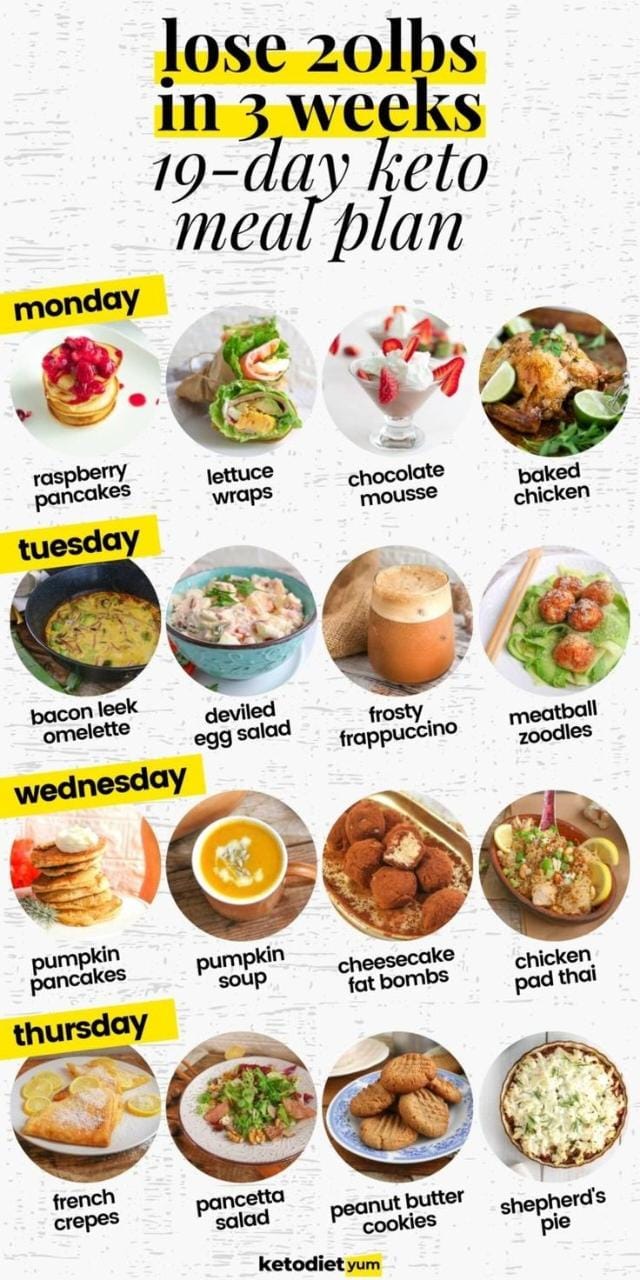 lose 20lbs
in 3 weeks
19-day keto
meal plan
monday
raspberry
pancakes
lettuce
wraps
chocolate
mousse
baked
chicken
tuesday
bacon leek
omelette
deviled
egg salad
frosty
frappuccino
meatball
zoodles
wednesday
pumpkin
pancakes
pumpkin
soup
cheesecake
fat bombs
chicken
pad thai
thursday
french
crepes
pancetta
salad
peanut butter
cookies
shepherd's
pie
ketodiet yum